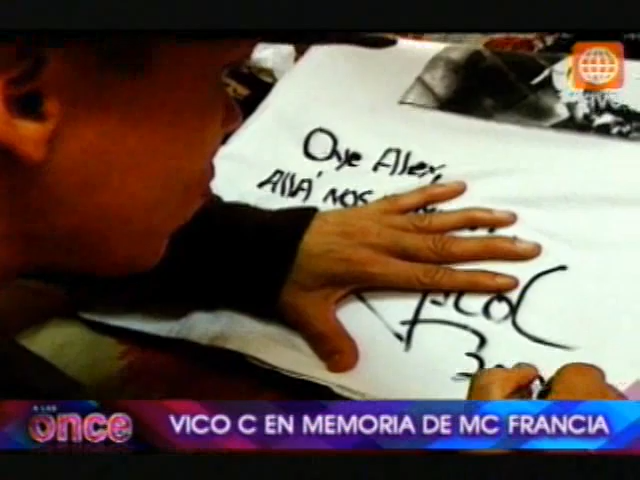 Oye Alex,
ALLÁ NOS
Vico C
A LAS
once
VICO C EN MEMORIA DE MC FRANCIA